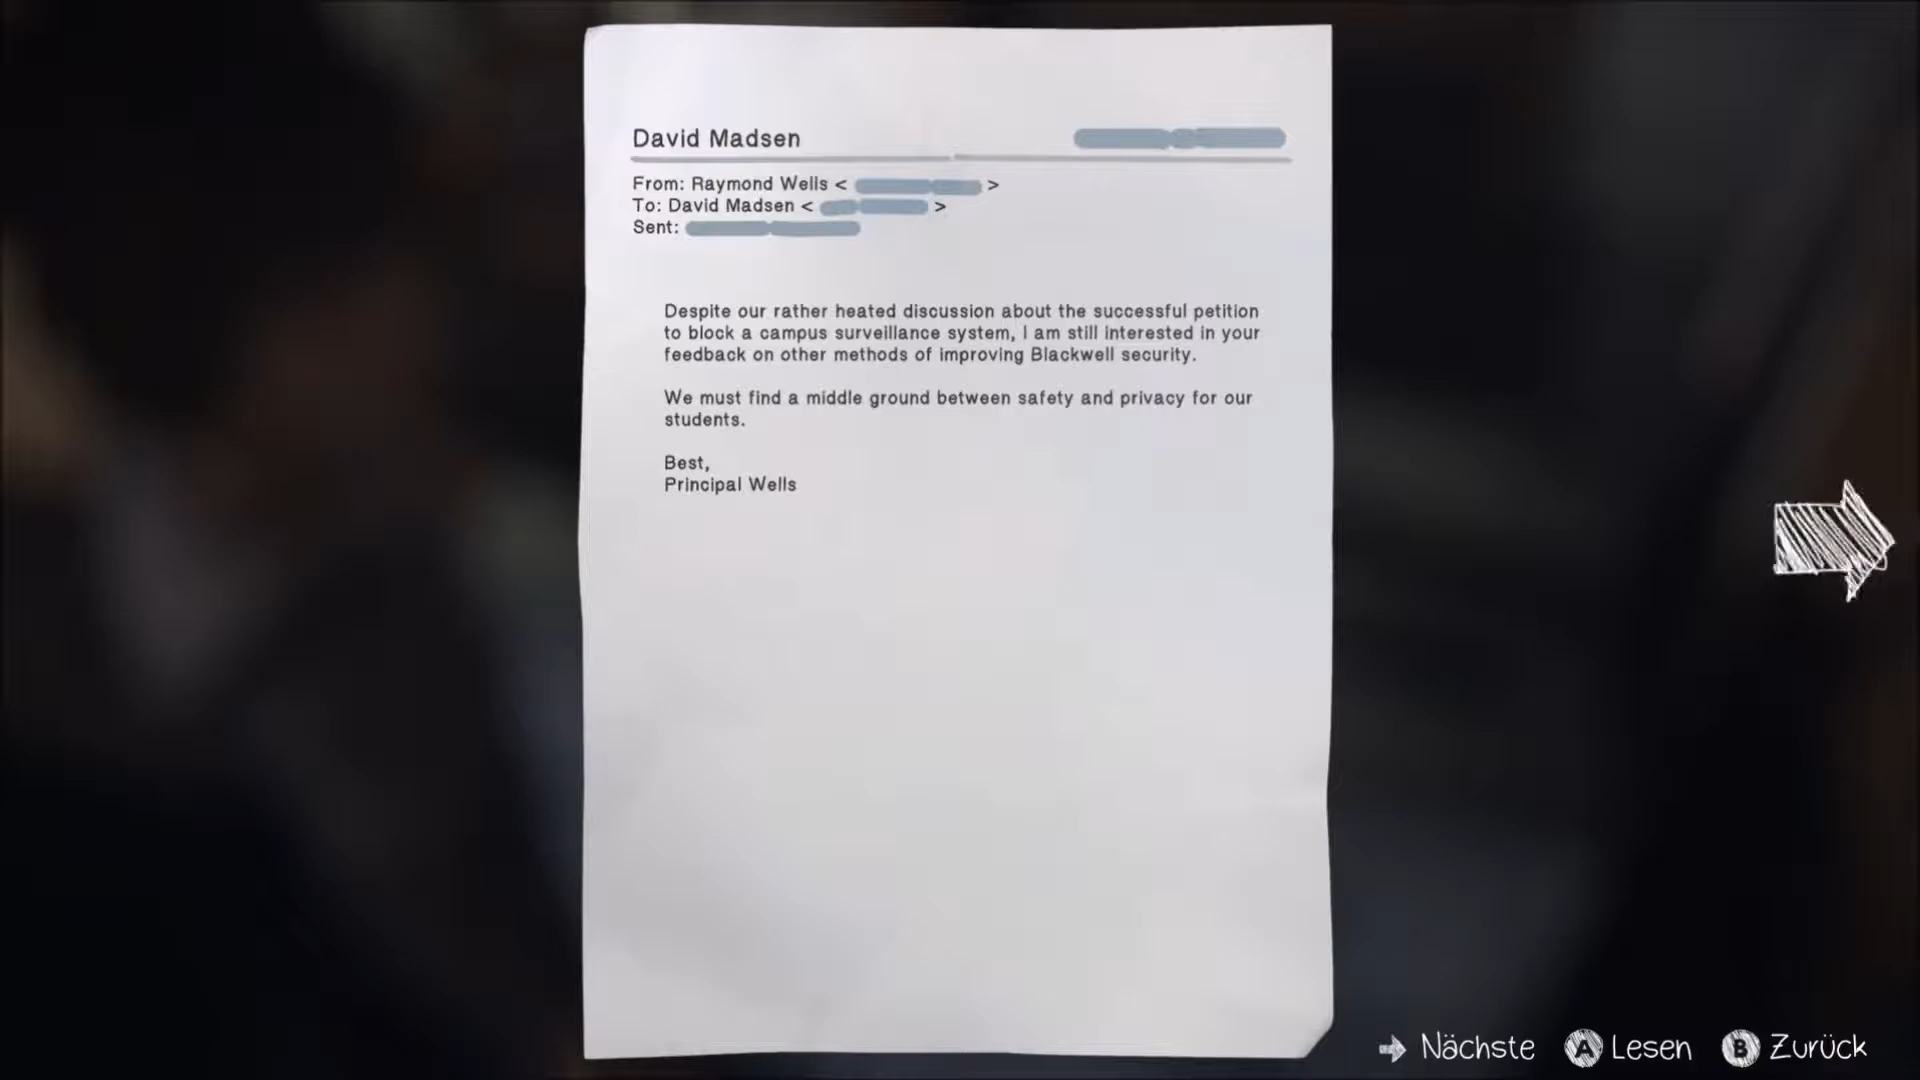 David Madsen
From: Raymond Wells < >
To: David Madsen < >
Sent:
Despite our rather heated discussion about the successful petition
to block a campus surveillance system, I am still interested in your
feedback on other methods of improving Blackwell security.
We must find a middle ground between safety and privacy for our
students.
Best,
Principal Wells
Nächste A Lesen B Zurück